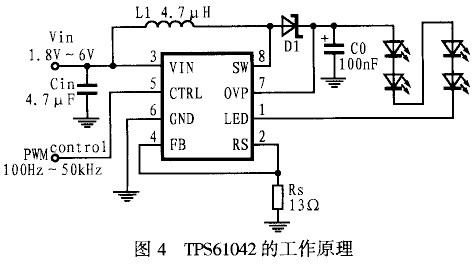 L1 4.7μH
Vin
1.8V~6V
D1
+
C0
100nF
Cin
4.7μF
3 VIN SW 8
5 CTRL OVP 7
6 GND LED 1
4 FB RS 2
PWM control
100Hz~50kHz
Rs
13Ω
图 4 TPS61042 的工作原理